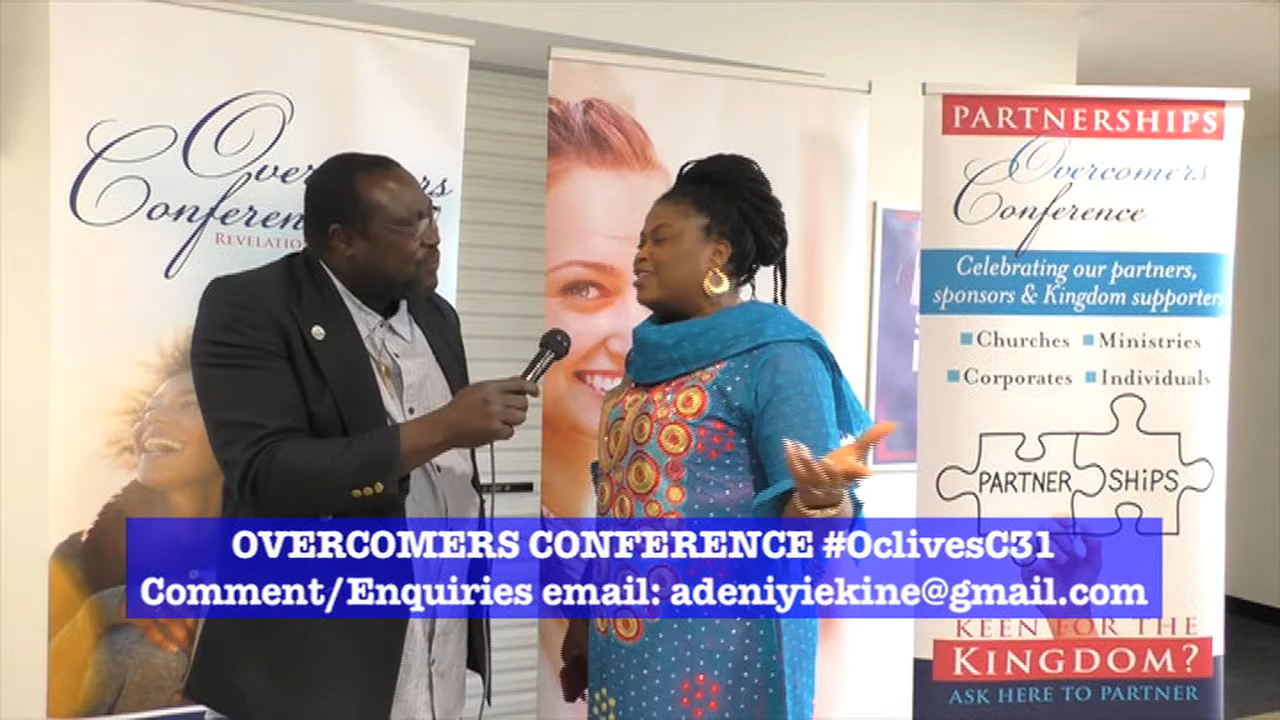 Overcomers
Conference
PARTNERSHIPS
Overcomers
Conference
Celebrating our partners,
sponsors & Kingdom supporters
Churches Ministries
Corporates Individuals
PARTNER SHiPS
OVERCOMERS CONFERENCE #OclivesC31
Comment/Enquiries email: adeniyiekine@gmail.com
KEEN FOR THE
KINGDOM?
ASK HERE TO PARTNER